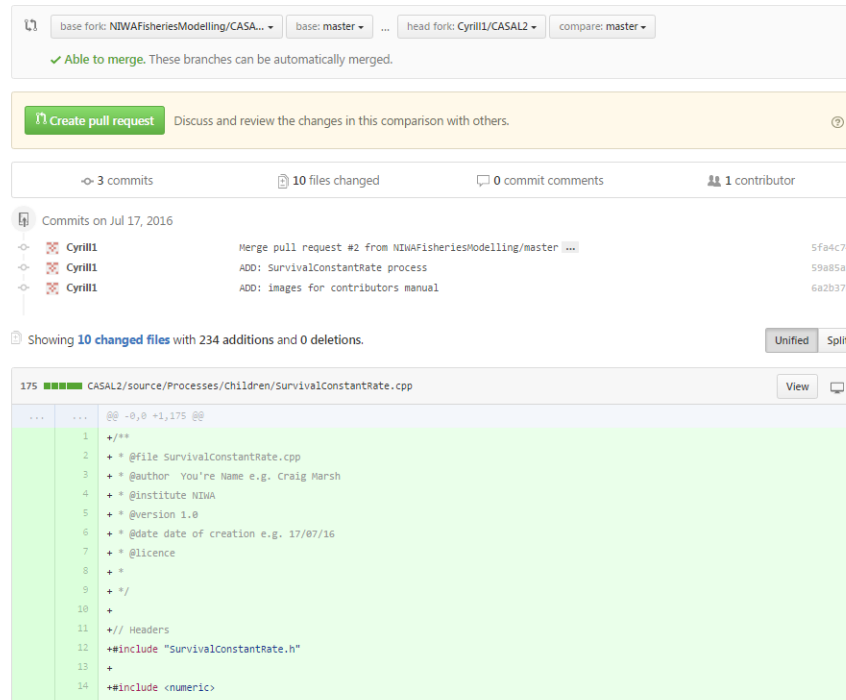 base fork: NIWAFisheriesModelling/CASA... base: master ... head fork: Cyrill1/CASAL2 compare: master
Able to merge. These branches can be automatically merged.
Create pull request Discuss and review the changes in this comparison with others.
3 commits 10 files changed 0 commit comments 1 contributor
Commits on Jul 17, 2016
Cyrill1 Merge pull request #2 from NIWAFisheriesModelling/master ... 5fa4c7
Cyrill1 ADD: SurvivalConstantRate process 59a85a
Cyrill1 ADD: images for contributors manual 6a2b37
Showing 10 changed files with 234 additions and 0 deletions. Unified Split
175 CASAL2/source/Processes/Children/SurvivalConstantRate.cpp View
... ... @@ -0,0 +1,175 @@
1 +/**
2 + * @file SurvivalConstantRate.cpp
3 + * @author  You're Name e.g. Craig Marsh
4 + * @institute NIWA
5 + * @version 1.0
6 + * @date date of creation e.g. 17/07/16
7 + * @licence
8 + *
9 + */
10 +
11 +// Headers
12 +#include "SurvivalConstantRate.h"
13 +
14 +#include <numeric>